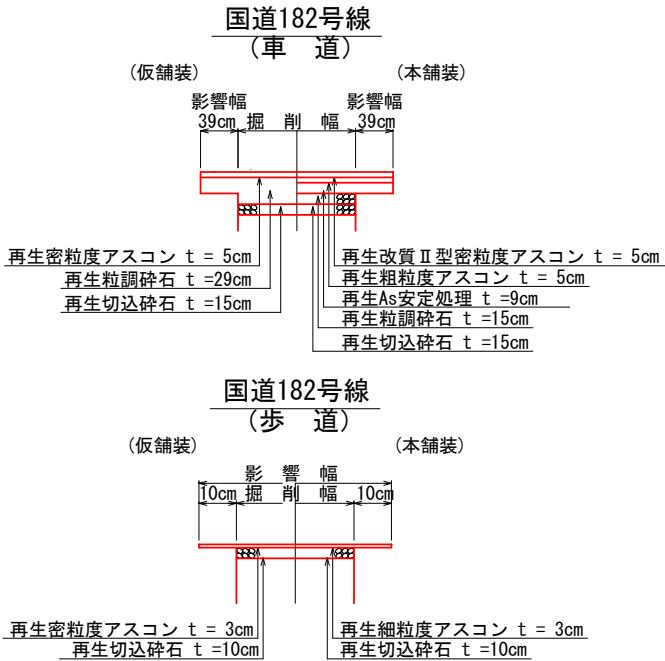 国道182号線
(車　道)
(仮舗装)
(本舗装)
影響幅
影響幅
39cm 掘 削 幅 39cm
再生密粒度アスコン t = 5cm
再生改質Ⅱ型密粒度アスコン t = 5cm
再生粒調砕石 t =29cm
再生粗粒度アスコン t = 5cm
再生切込砕石 t =15cm
再生As安定処理 t =9cm
再生粒調砕石 t =15cm
再生切込砕石 t =15cm
国道182号線
(歩　道)
(仮舗装)
(本舗装)
影 響 幅
10cm 掘 削 幅 10cm
再生密粒度アスコン t = 3cm
再生細粒度アスコン t = 3cm
再生切込砕石 t =10cm
再生切込砕石 t =10cm